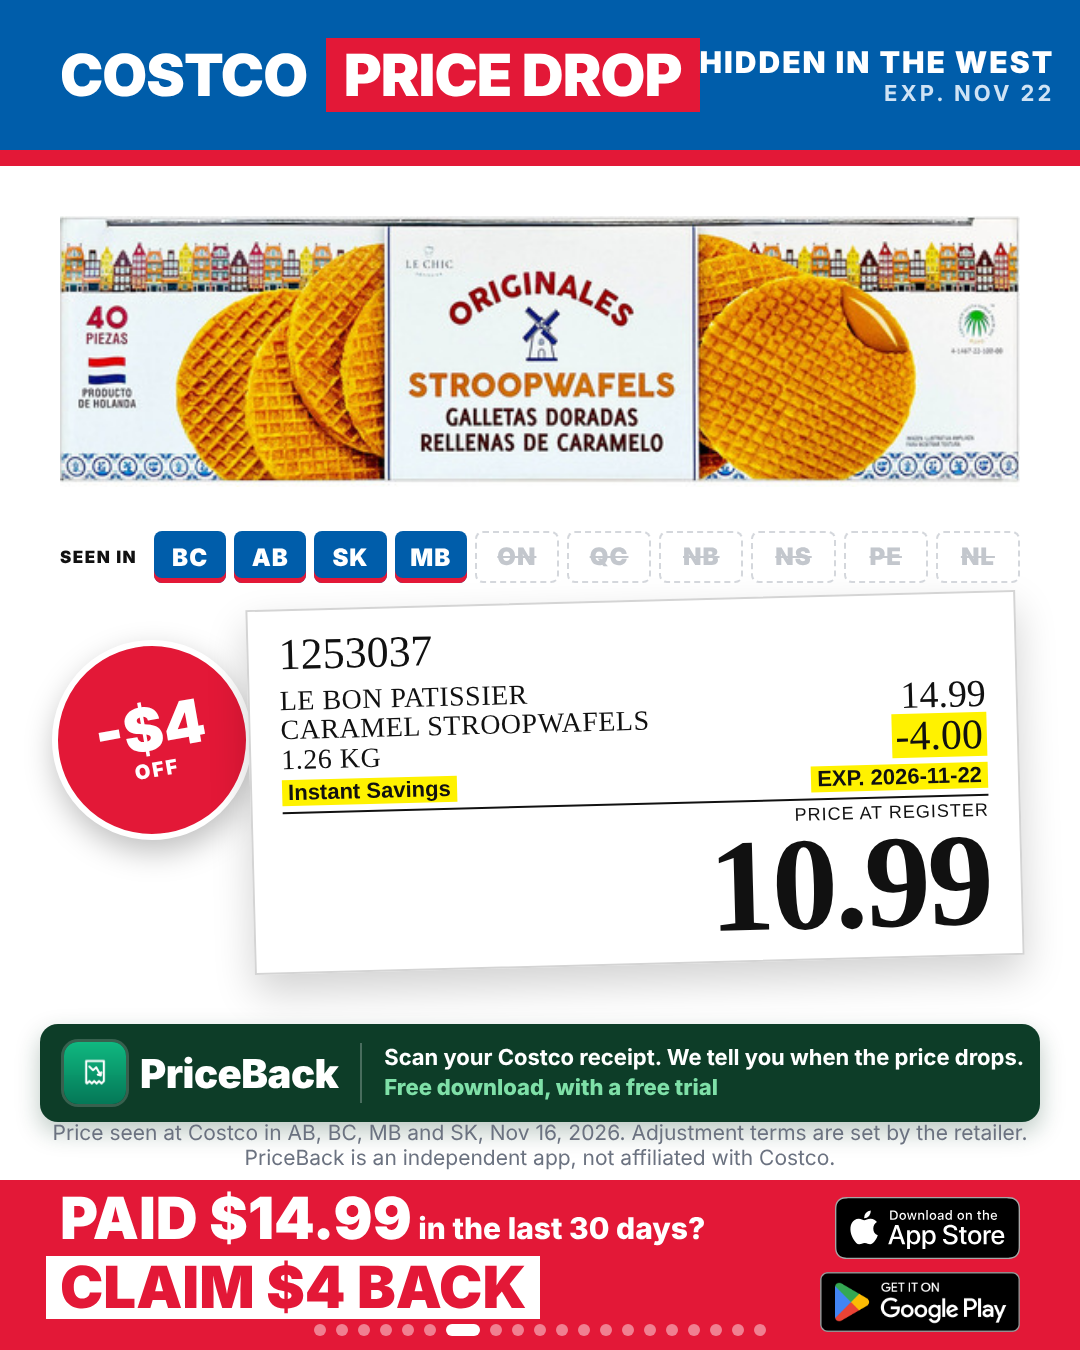 COSTCO PRICE DROP
HIDDEN IN THE WEST
EXP. NOV 22
LE CHIC
ORIGINALES
40
PIEZAS
PRODUCTO
DE HOLANDA
STROOPWAFELS
GALLETAS DORADAS
RELLENAS DE CARAMELO
SEEN IN BC AB SK MB ON QC NB NS PE NL
-$4
OFF
1253037
LE BON PATISSIER
CARAMEL STROOPWAFELS
1.26 KG
Instant Savings
14.99
-4.00
EXP. 2026-11-22
PRICE AT REGISTER
10.99
PriceBack
Scan your Costco receipt. We tell you when the price drops.
Free download, with a free trial
Price seen at Costco in AB, BC, MB and SK, Nov 16, 2026. Adjustment terms are set by the retailer.
PriceBack is an independent app, not affiliated with Costco.
PAID $14.99 in the last 30 days?
CLAIM $4 BACK
Download on the
App Store
GET IT ON
Google Play